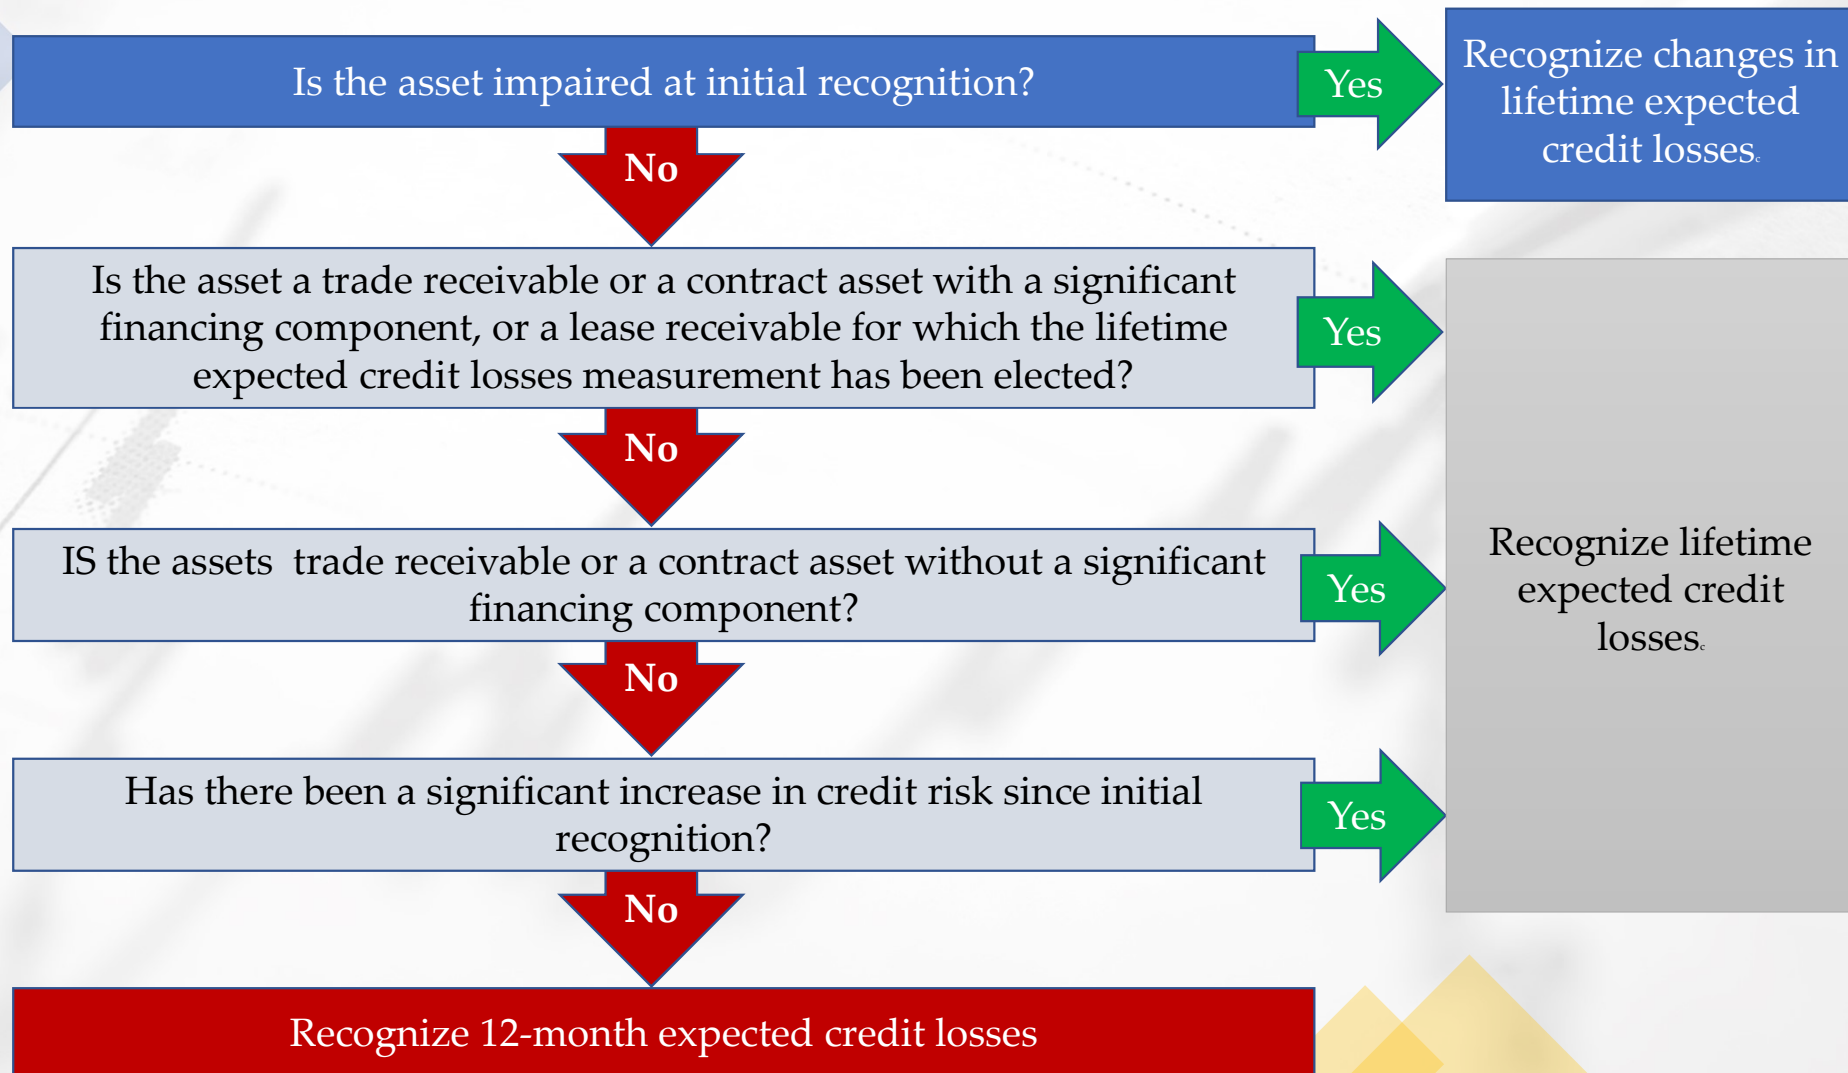 Is the asset impaired at initial recognition?
Yes
Recognize changes in
lifetime expected
credit losses.c
No
Is the asset a trade receivable or a contract asset with a significant
financing component, or a lease receivable for which the lifetime
expected credit losses measurement has been elected?
Yes
No
IS the assets  trade receivable or a contract asset without a significant
financing component?
Yes
Recognize lifetime
expected credit
losses.c
No
Has there been a significant increase in credit risk since initial
recognition?
Yes
No
Recognize 12-month expected credit losses